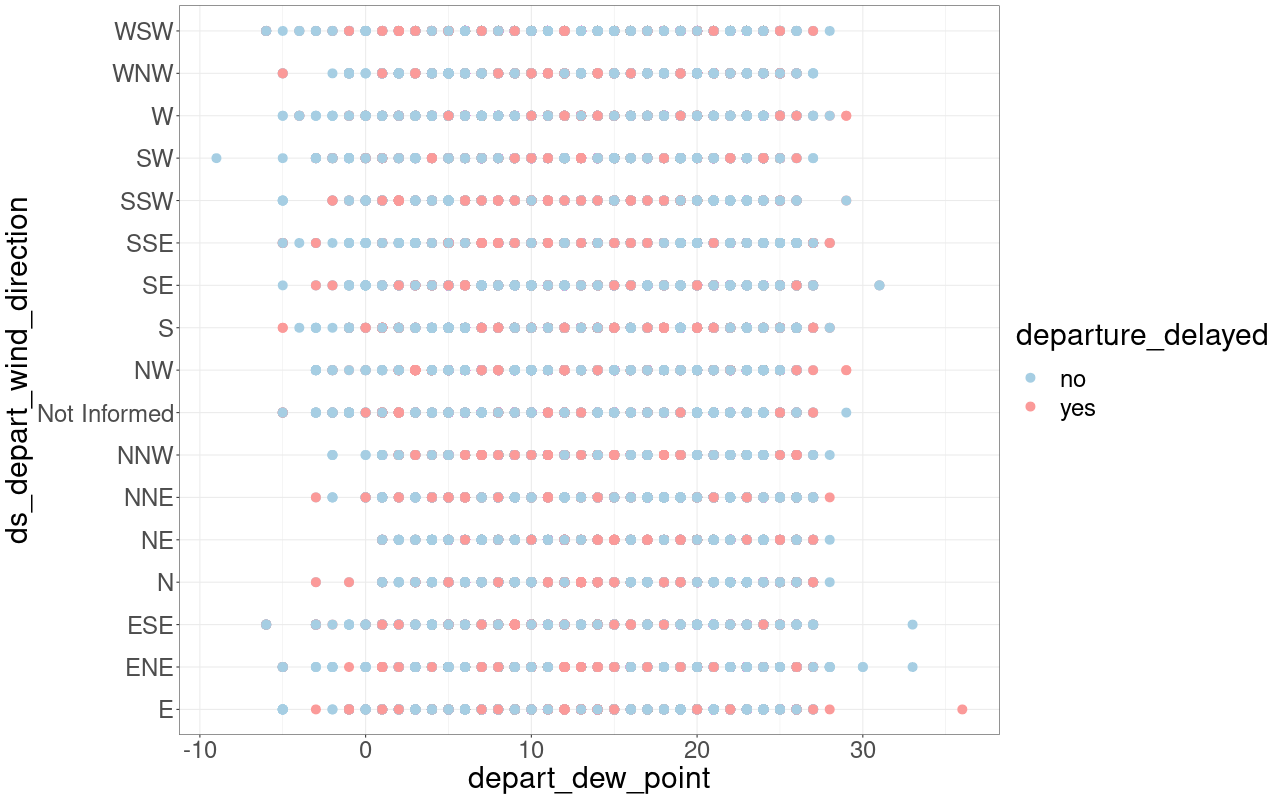 ds_depart_wind_direction
WSW
WNW
W
SW
SSW
SSE
SE
S
NW
Not Informed
NNW
NNE
NE
N
ESE
ENE
E
-10 0 10 20 30
depart_dew_point
departure_delayed
no
yes